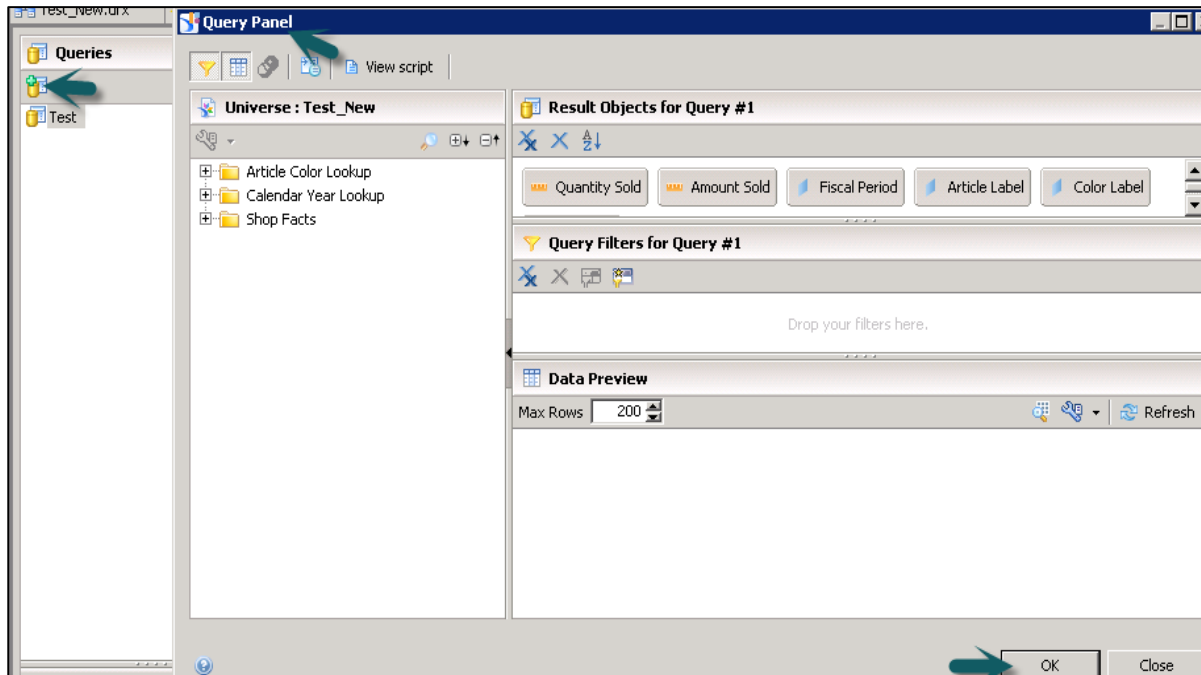 Test_New.dfx
Query Panel
Queries
View script
Test
Universe : Test_New
Result Objects for Query #1
Article Color Lookup
Calendar Year Lookup
Shop Facts
Quantity Sold
Amount Sold
Fiscal Period
Article Label
Color Label
Query Filters for Query #1
Drop your filters here.
Data Preview
Max Rows 200
Refresh
OK
Close